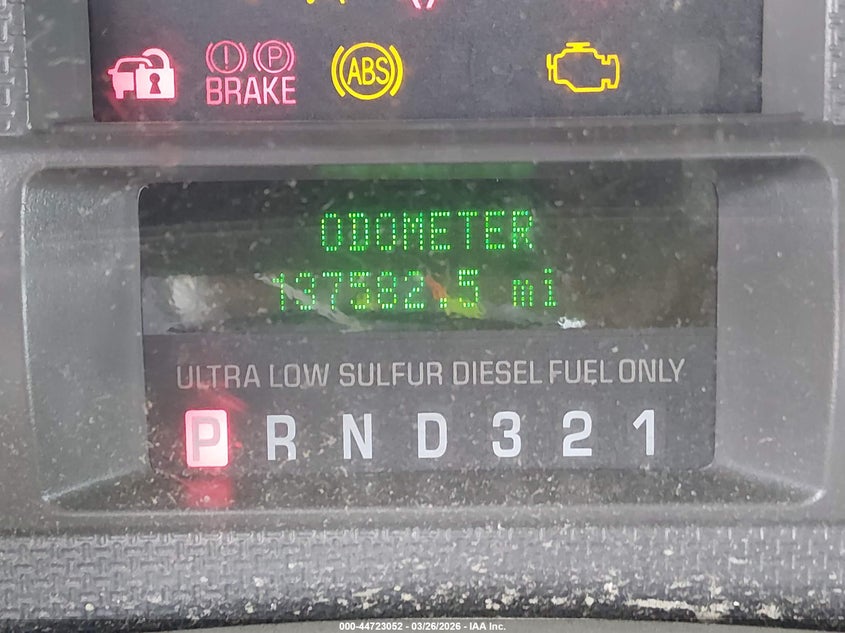 (!) (P)
BRAKE
ABS
ODOMETER
197582.5 mi
ULTRA LOW SULFUR DIESEL FUEL ONLY
P R N D 3 2 1
000-44723052 - 03/26/2026 - IAA Inc.